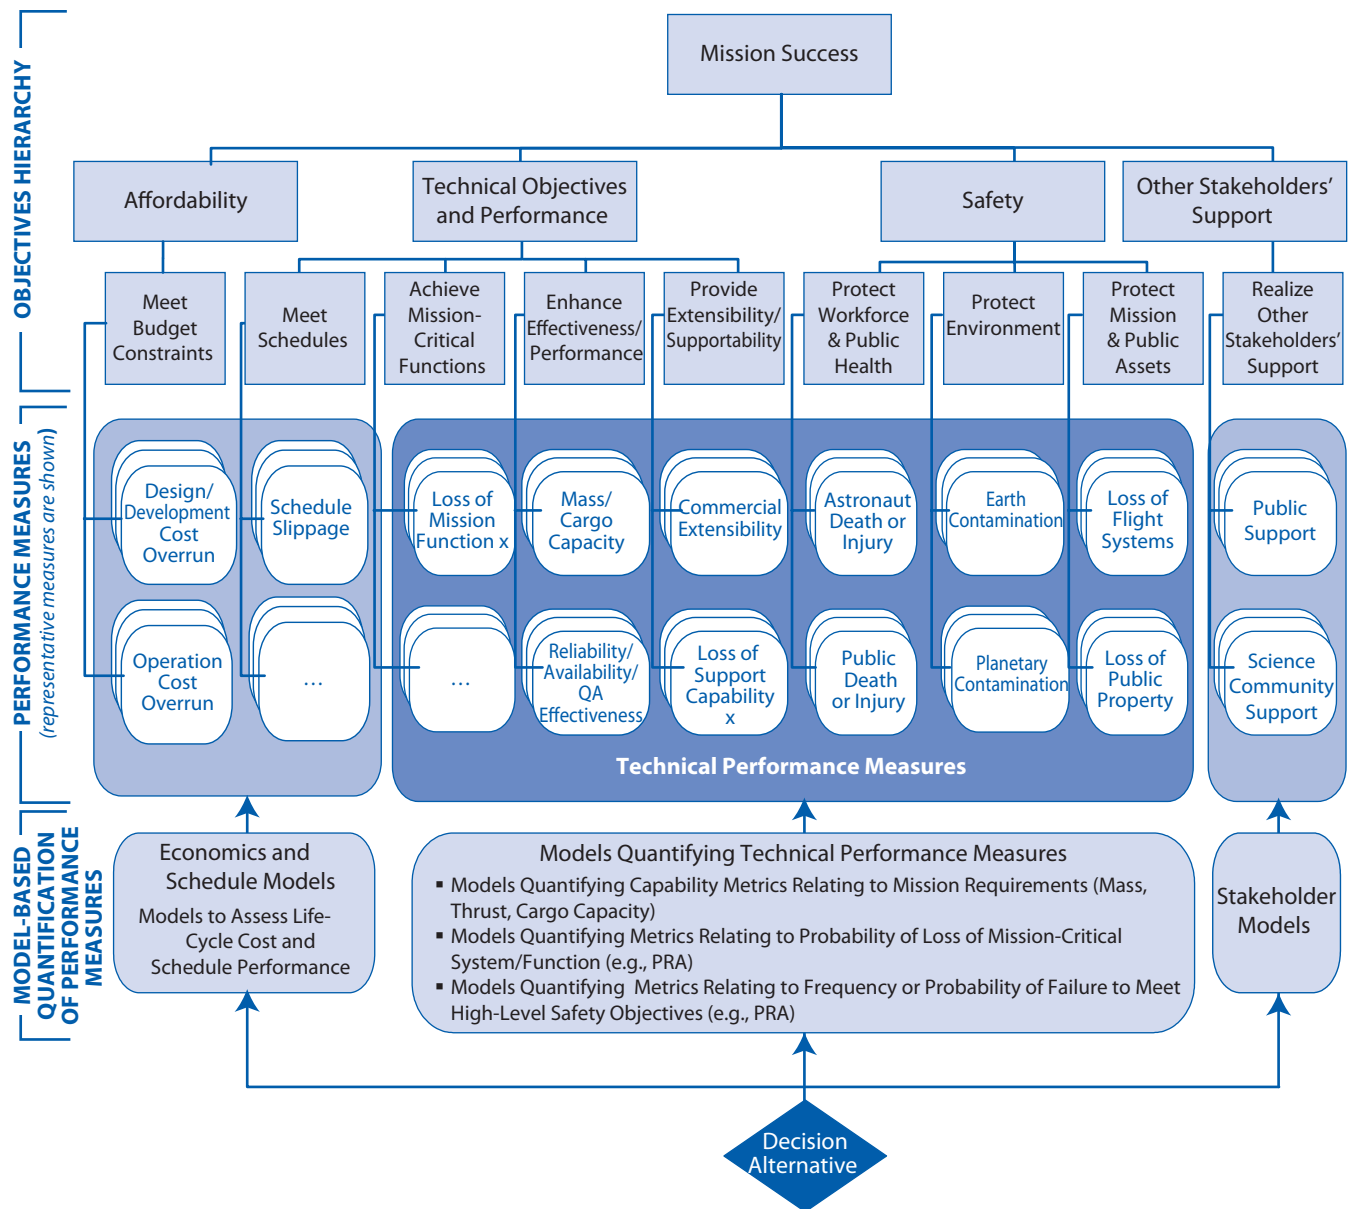 OBJECTIVES HIERARCHY
Mission Success
Affordability
Technical Objectives
and Performance
Safety
Other Stakeholders’
Support
Meet
Budget
Constraints
Meet
Schedules
Achieve
Mission-
Critical
Functions
Enhance
Effectiveness/
Performance
Provide
Extensibility/
Supportability
Protect
Workforce
& Public
Health
Protect
Environment
Protect
Mission
& Public
Assets
Realize
Other
Stakeholders’
Support
PERFORMANCE MEASURES
(representative measures are shown)
Design/
Development
Cost
Overrun
Schedule
Slippage
Loss of
Mission
Function x
Mass/
Cargo
Capacity
Commercial
Extensibility
Astronaut
Death or
Injury
Earth
Contamination
Loss of
Flight
Systems
Public
Support
Operation
Cost
Overrun
...
...
Reliability/
Availability/
QA
Effectiveness
Loss of
Support
Capability
x
Public
Death
or Injury
Planetary
Contamination
Loss of
Public
Property
Science
Community
Support
Technical Performance Measures
MODEL-BASED
QUANTIFICATION
OF PERFORMANCE
MEASURES
Economics and
Schedule Models
Models to Assess Life-
Cycle Cost and
Schedule Performance
Models Quantifying Technical Performance Measures
▪ Models Quantifying Capability Metrics Relating to Mission Requirements (Mass,
Thrust, Cargo Capacity)
▪ Models Quantifying Metrics Relating to Probability of Loss of Mission-Critical
System/Function (e.g., PRA)
▪ Models Quantifying Metrics Relating to Frequency or Probability of Failure to Meet
High-Level Safety Objectives (e.g., PRA)
Stakeholder
Models
Decision
Alternative